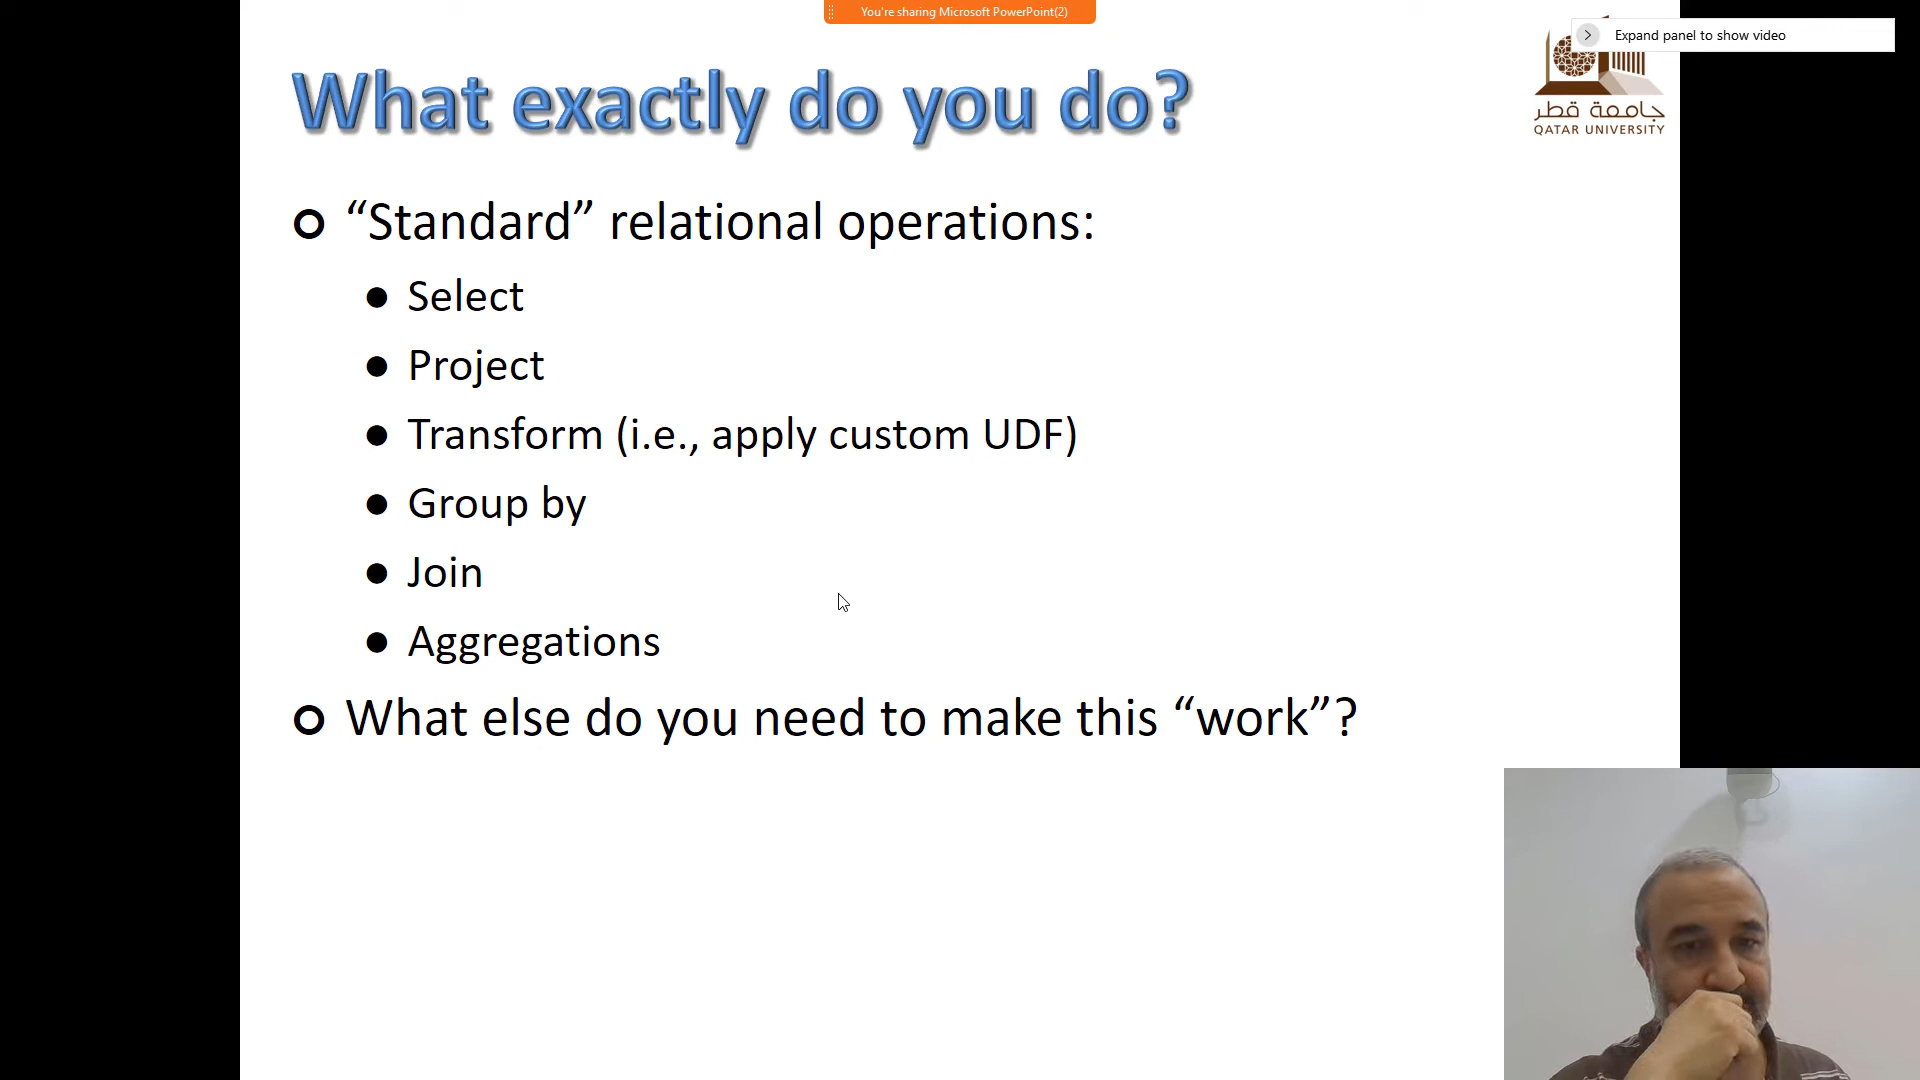 You're sharing Microsoft PowerPoint(2)
Expand panel to show video
What exactly do you do?
جامعة قطر
QATAR UNIVERSITY
“Standard” relational operations:
Select
Project
Transform (i.e., apply custom UDF)
Group by
Join
Aggregations
What else do you need to make this “work”?